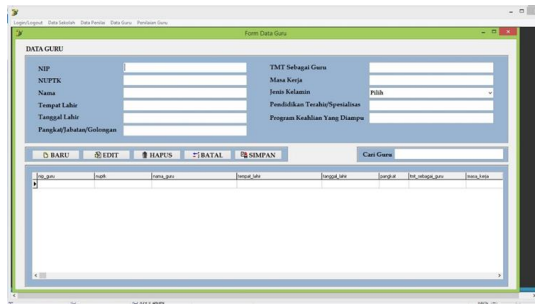 Login/Logout Data Sekolah Data Penilai Data Guru Penilaian Guru
Form Data Guru
DATA GURU
NIP
NUPTK
Nama
Tempat Lahir
Tanggal Lahir
Pangkat/Jabatan/Golongan
TMT Sebagai Guru
Masa Kerja
Jenis Kelamin Pilih
Pendidikan Terahir/Spesialisas
Program Keahlian Yang Diampu
BARU EDIT HAPUS BATAL SIMPAN Cari Guru
nip_guru nuptk nama_guru tempat_lahir tanggal_lahir pangkat tmt_sebagai_guru masa_kerja